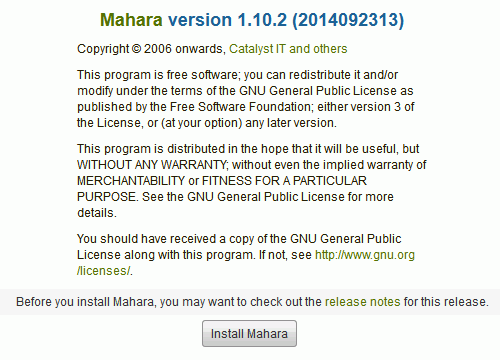 Mahara version 1.10.2 (2014092313)
Copyright © 2006 onwards, Catalyst IT and others
This program is free software; you can redistribute it and/or
modify under the terms of the GNU General Public License as
published by the Free Software Foundation; either version 3 of
the License, or (at your option) any later version.
This program is distributed in the hope that it will be useful, but
WITHOUT ANY WARRANTY; without even the implied warranty of
MERCHANTABILITY or FITNESS FOR A PARTICULAR
PURPOSE. See the GNU General Public License for more
details.
You should have received a copy of the GNU General Public
License along with this program. If not, see http://www.gnu.org
/licenses/.
Before you install Mahara, you may want to check out the release notes for this release.
Install Mahara